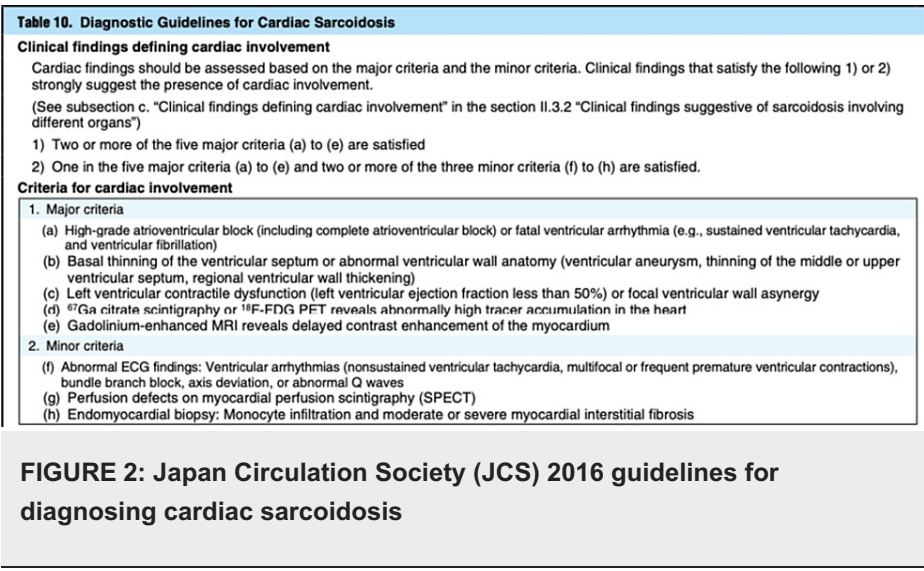 Table 10. Diagnostic Guidelines for Cardiac Sarcoidosis
Clinical findings defining cardiac involvement
Cardiac findings should be assessed based on the major criteria and the minor criteria. Clinical findings that satisfy the following 1) or 2)
strongly suggest the presence of cardiac involvement.
(See subsection c. “Clinical findings defining cardiac involvement” in the section II.3.2 “Clinical findings suggestive of sarcoidosis involving
different organs”)
1) Two or more of the five major criteria (a) to (e) are satisfied
2) One in the five major criteria (a) to (e) and two or more of the three minor criteria (f) to (h) are satisfied.
Criteria for cardiac involvement
1. Major criteria
(a) High-grade atrioventricular block (including complete atrioventricular block) or fatal ventricular arrhythmia (e.g., sustained ventricular tachycardia,
and ventricular fibrillation)
(b) Basal thinning of the ventricular septum or abnormal ventricular wall anatomy (ventricular aneurysm, thinning of the middle or upper
ventricular septum, regional ventricular wall thickening)
(c) Left ventricular contractile dysfunction (left ventricular ejection fraction less than 50%) or focal ventricular wall asynergy
(d) ⁶⁷Ga citrate scintigraphy or ¹⁸F-FDG PET reveals abnormally high tracer accumulation in the heart
(e) Gadolinium-enhanced MRI reveals delayed contrast enhancement of the myocardium
2. Minor criteria
(f) Abnormal ECG findings: Ventricular arrhythmias (nonsustained ventricular tachycardia, multifocal or frequent premature ventricular contractions),
bundle branch block, axis deviation, or abnormal Q waves
(g) Perfusion defects on myocardial perfusion scintigraphy (SPECT)
(h) Endomyocardial biopsy: Monocyte infiltration and moderate or severe myocardial interstitial fibrosis
FIGURE 2: Japan Circulation Society (JCS) 2016 guidelines for
diagnosing cardiac sarcoidosis